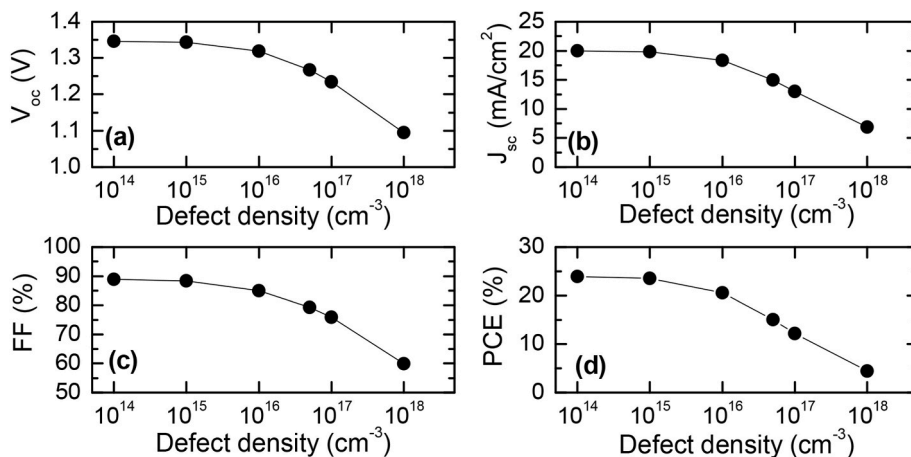 1.4
1.3
1.2
1.1
1.0
V_oc (V)
(a)
10^14 10^15 10^16 10^17 10^18
Defect density (cm^-3)
25
20
15
10
5
0
J_sc (mA/cm^2)
(b)
10^14 10^15 10^16 10^17 10^18
Defect density (cm^-3)
100
90
80
70
60
50
FF (%)
(c)
10^14 10^15 10^16 10^17 10^18
Defect density (cm^-3)
30
20
10
0
PCE (%)
(d)
10^14 10^15 10^16 10^17 10^18
Defect density (cm^-3)